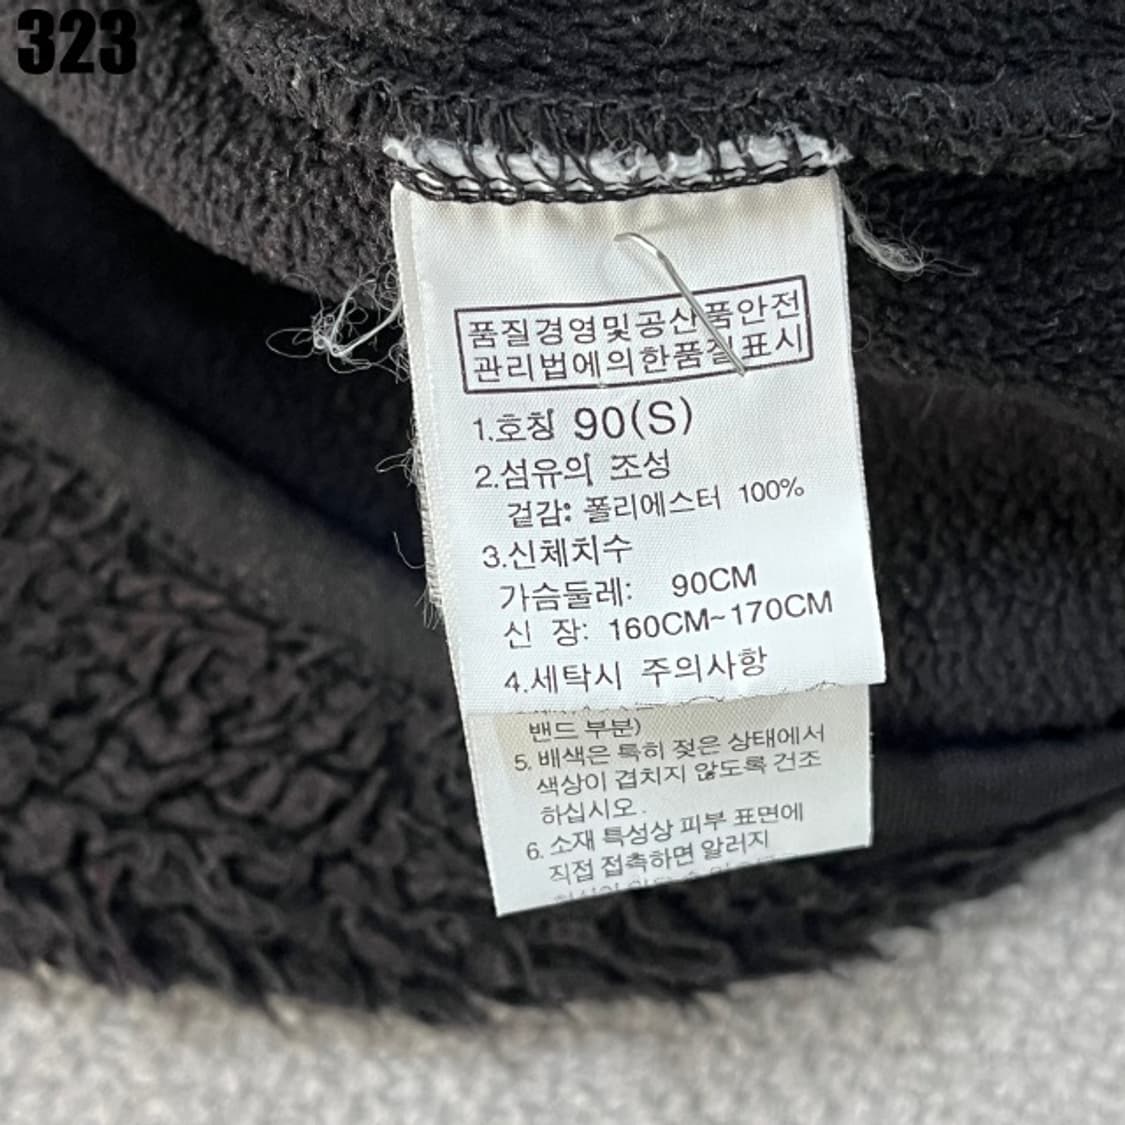 323
품질경영및공산품안전
관리법에의한품질표시
1.호칭 90(S)
2.섬유의 조성
겉감: 폴리에스터 100%
3.신체치수
가슴둘레: 90CM
신 장: 160CM~170CM
4.세탁시 주의사항
밴드 부분)
5. 배색은 특히 젖은 상태에서
색상이 겹치지 않도록 건조
하십시오.
6. 소재 특성상 피부 표면에
직접 접촉하면 알러지